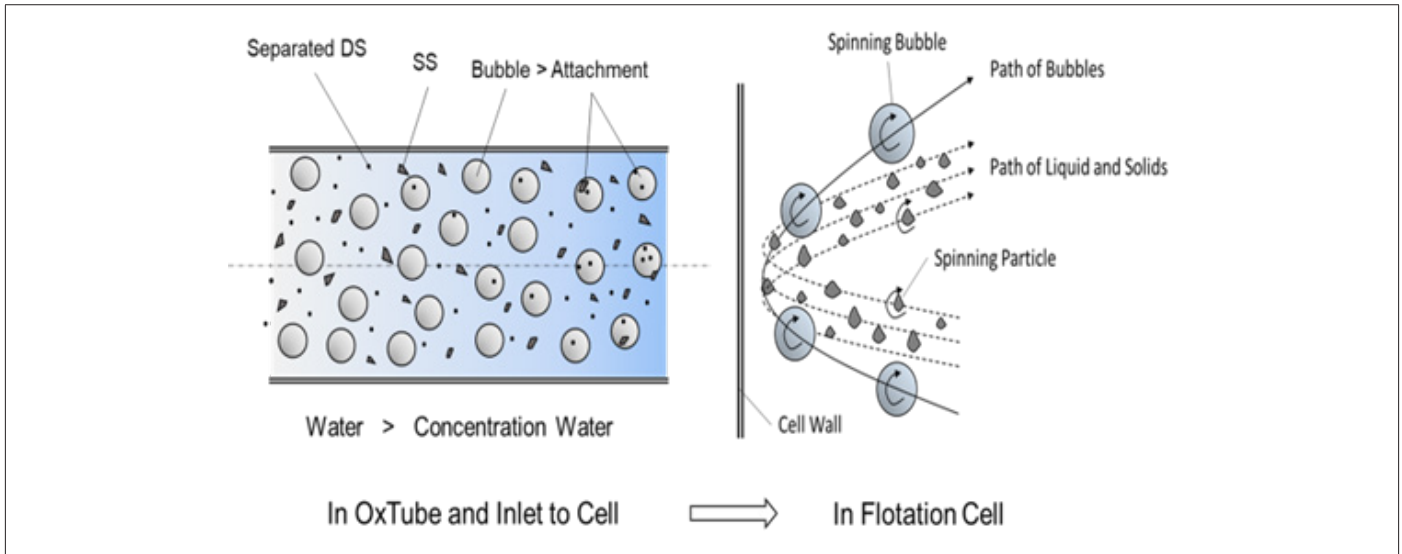 Separated DS
SS
Bubble > Attachment
Water > Concentration Water
In OxTube and Inlet to Cell
Spinning Bubble
Path of Bubbles
Path of Liquid and Solids
Spinning Particle
Cell Wall
In Flotation Cell